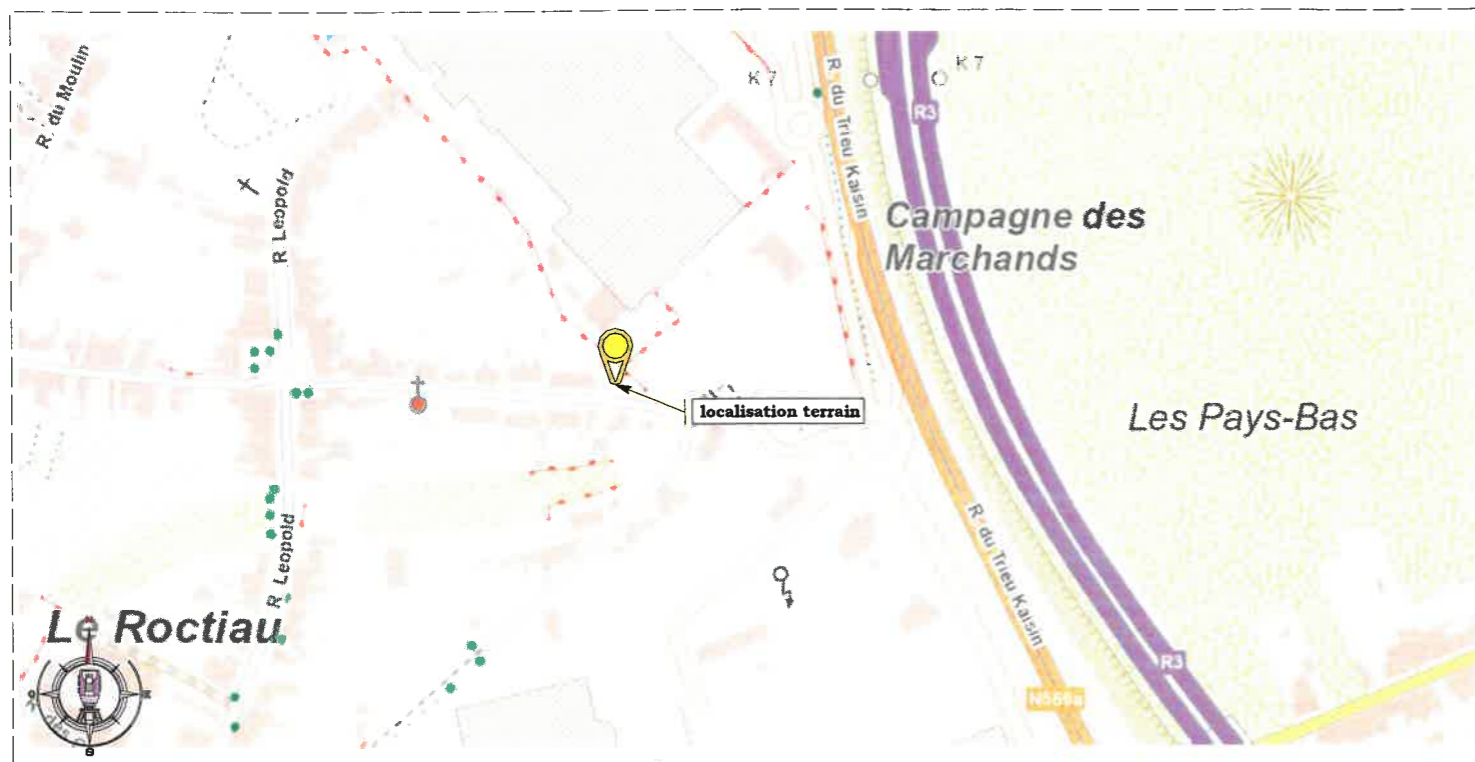 R. du Moulin
R. Leopold
K 7
K 7
R3
R. du Trieu Kaisin
Campagne des
Marchands
localisation terrain
Les Pays-Bas
R. Leopold
R. du Trieu Kaisin
Le Roctiau
R3
N569a
S